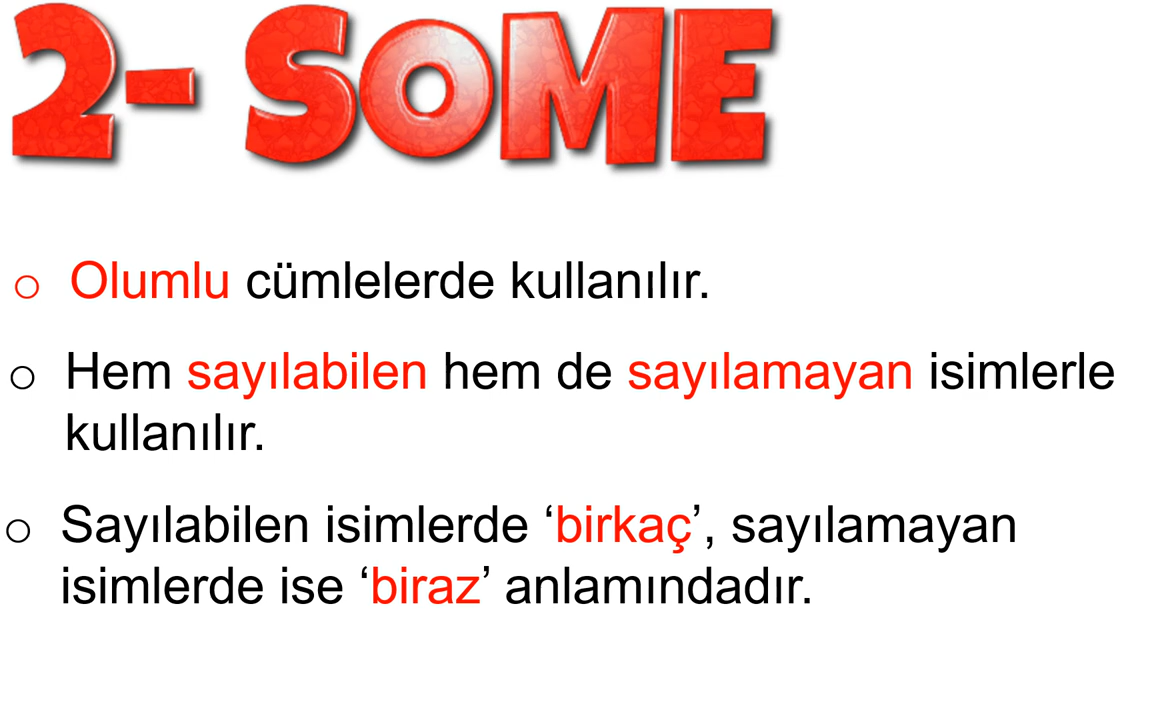 2- SOME
o Olumlu cümlelerde kullanılır.
o Hem sayılabilen hem de sayılamayan isimlerle
kullanılır.
o Sayılabilen isimlerde ‘birkaç’, sayılamayan
isimlerde ise ‘biraz’ anlamındadır.